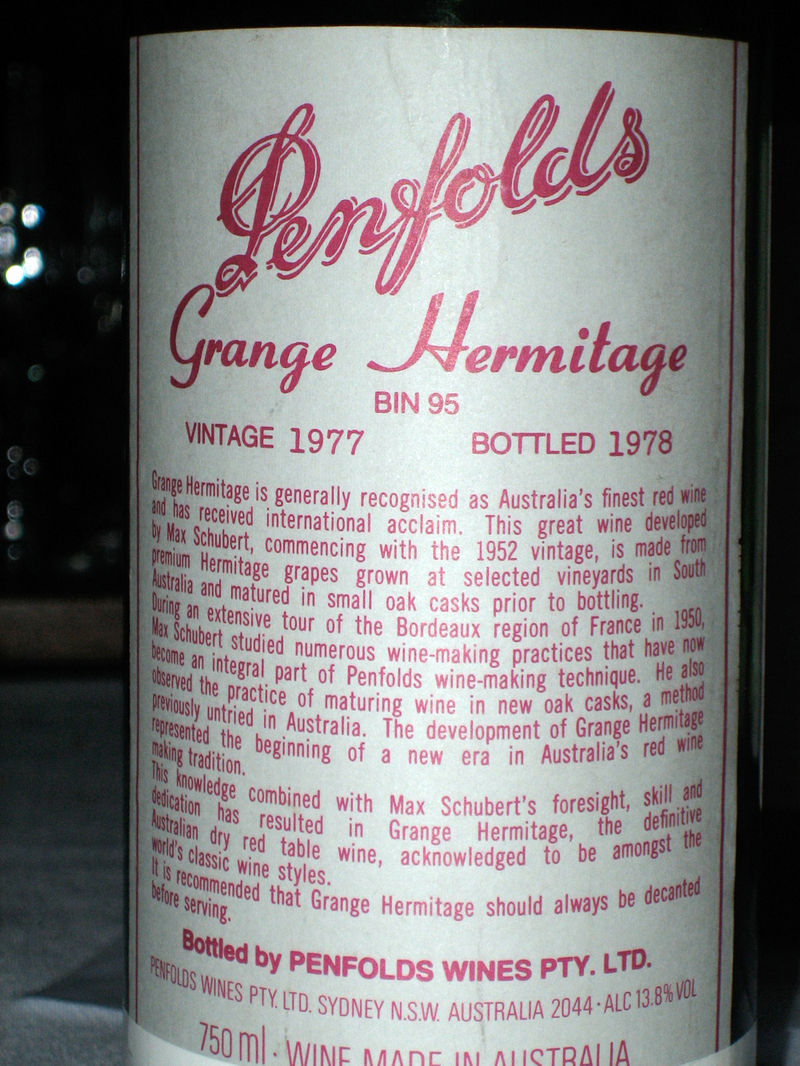 Penfolds
Grange Hermitage
BIN 95
VINTAGE 1977 BOTTLED 1978
Grange Hermitage is generally recognised as Australia's finest red wine
and has received international acclaim. This great wine developed
by Max Schubert, commencing with the 1952 vintage, is made from
premium Hermitage grapes grown at selected vineyards in South
Australia and matured in small oak casks prior to bottling.
During an extensive tour of the Bordeaux region of France in 1950,
Max Schubert studied numerous wine-making practices that have now
become an integral part of Penfolds wine-making technique. He also
observed the practice of maturing wine in new oak casks, a method
previously untried in Australia. The development of Grange Hermitage
represented the beginning of a new era in Australia's red wine
making tradition.
This knowledge combined with Max Schubert's foresight, skill and
dedication has resulted in Grange Hermitage, the definitive
Australian dry red table wine, acknowledged to be amongst the
world's classic wine styles.
It is recommended that Grange Hermitage should always be decanted
before serving.
Bottled by PENFOLDS WINES PTY. LTD.
PENFOLDS WINES PTY. LTD. SYDNEY N.S.W. AUSTRALIA 2044 · ALC 13.8% VOL
750 ml · WINE MADE IN AUSTRALIA